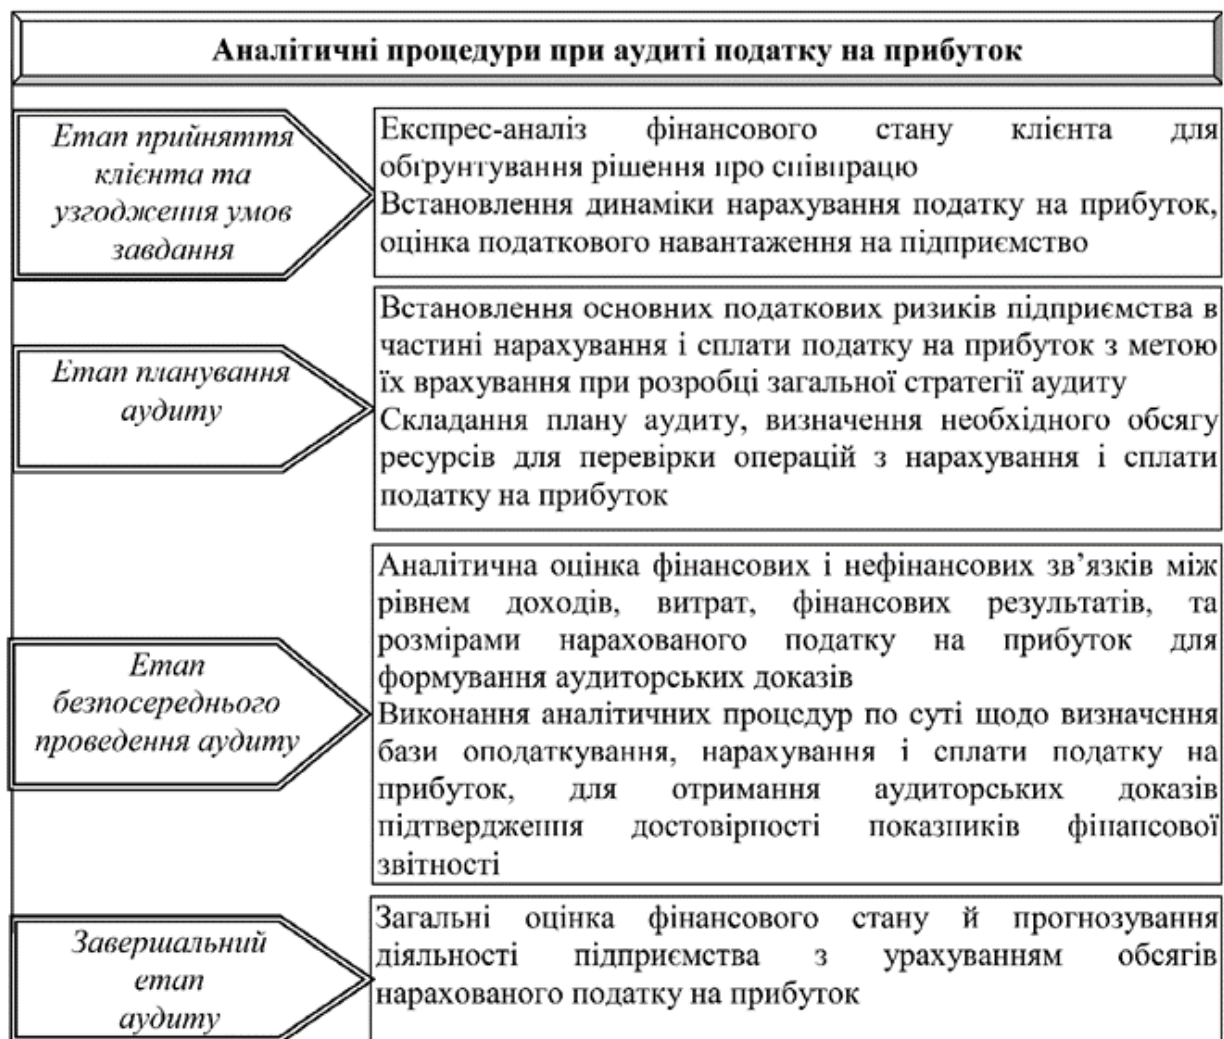 Аналітичні процедури при аудиті податку на прибуток
Етап прийняття
клієнта та
узгодження умов
завдання
Експрес-аналіз фінансового стану клієнта для
обґрунтування рішення про співпрацю
Встановлення динаміки нарахування податку на прибуток,
оцінка податкового навантаження на підприємство
Етап планування
аудиту
Встановлення основних податкових ризиків підприємства в
частині нарахування і сплати податку на прибуток з метою
їх врахування при розробці загальної стратегії аудиту
Складання плану аудиту, визначення необхідного обсягу
ресурсів для перевірки операцій з нарахування і сплати
податку на прибуток
Етап
безпосереднього
проведення аудиту
Аналітична оцінка фінансових і нефінансових зв’язків між
рівнем доходів, витрат, фінансових результатів, та
розмірами нарахованого податку на прибуток для
формування аудиторських доказів
Виконання аналітичних процедур по суті щодо визначення
бази оподаткування, нарахування і сплати податку на
прибуток, для отримання аудиторських доказів
підтвердження достовірності показників фінансової
звітності
Завершальний
етап
аудиту
Загальні оцінка фінансового стану й прогнозування
діяльності підприємства з урахуванням обсягів
нарахованого податку на прибуток